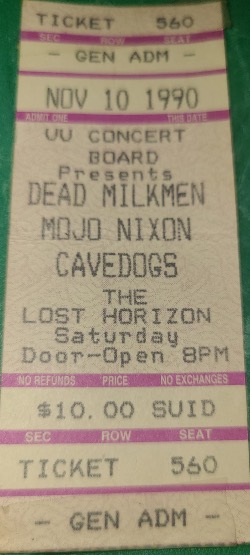 TICKET 560
SEC ROW SEAT
- GEN ADM -
NOV 10 1990
ADMIT ONE THIS DATE
UU CONCERT
BOARD
Presents
DEAD MILKMEN
MOJO NIXON
CAVEDOGS
THE
LOST HORIZON
Saturday
Door-Open 8PM
NO REFUNDS PRICE NO EXCHANGES
$10.00 SUID
SEC ROW SEAT
TICKET 560
- GEN ADM -